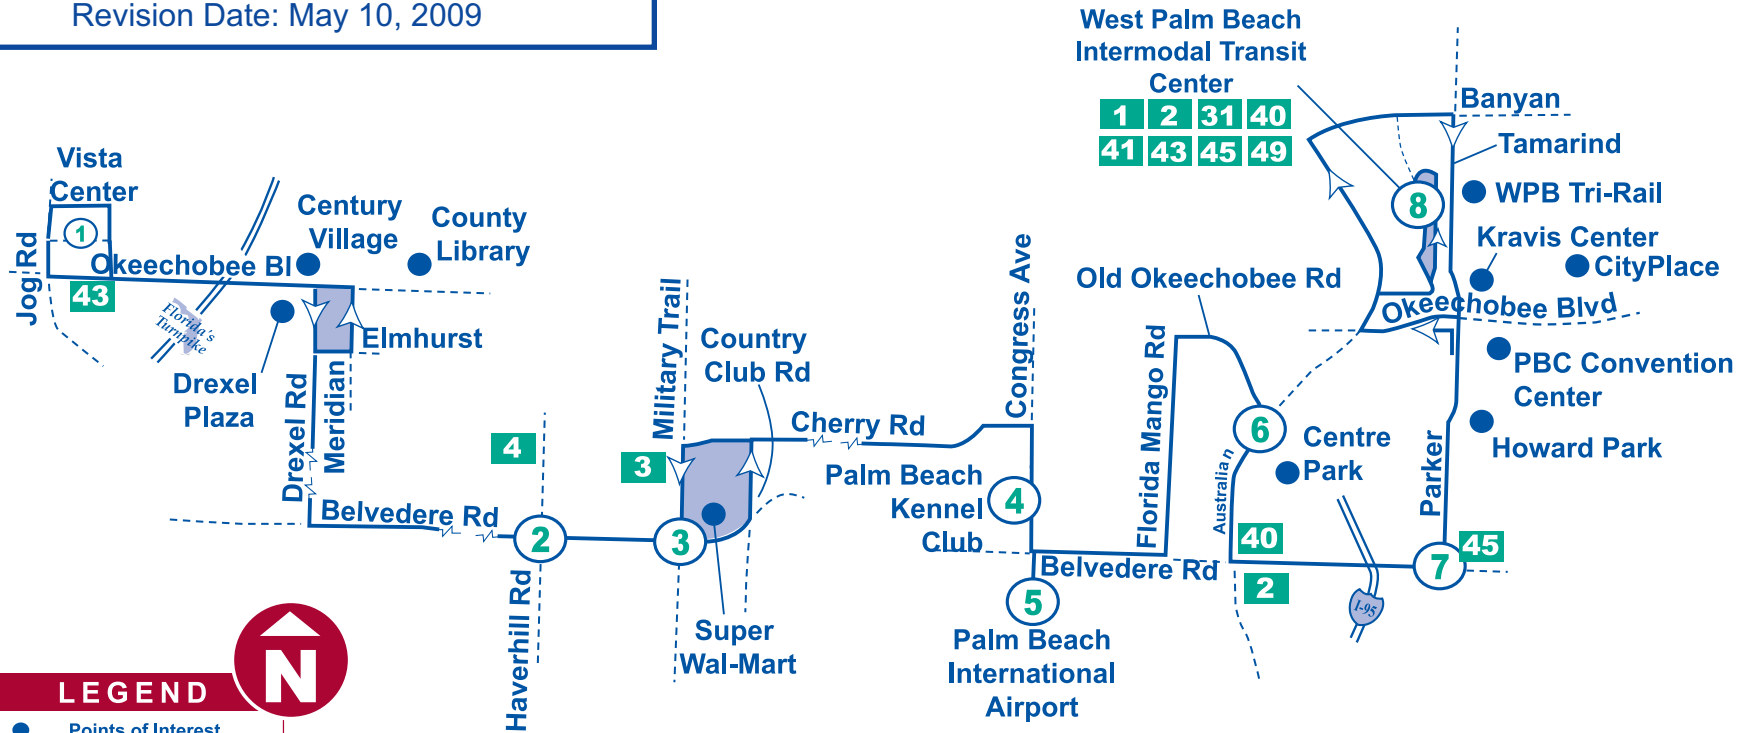 Revision Date: May 10, 2009
West Palm Beach
Intermodal Transit
Center
1 2 31 40
41 43 45 49
Banyan
Tamarind
WPB Tri-Rail
8
Kravis Center
CityPlace
Okeechobee Blvd
PBC Convention
Center
Howard Park
Parker
Vista
Center
1
Jog Rd
Okeechobee Bl
43
Florida's
Turnpike
Century
Village
County
Library
Elmhurst
Drexel
Plaza
Drexel Rd
Meridian
Belvedere Rd
4
2
Haverhill Rd
Military Trail
3
3
Country
Club Rd
Super
Wal-Mart
Cherry Rd
Congress Ave
Palm Beach
Kennel
Club
4
5
Palm Beach
International
Airport
Belvedere Rd
Florida Mango Rd
Old Okeechobee Rd
6
Australian
Centre
Park
40
2
I-95
7
45
N
LEGEND
Points of Interest